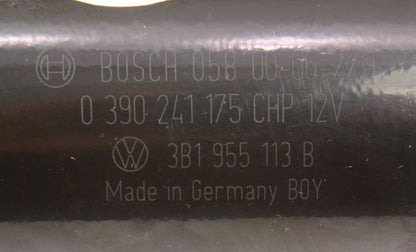 BOSCH 058
0 390 241 175 CHP 12V
3B1 955 113 B
Made in Germany BOY